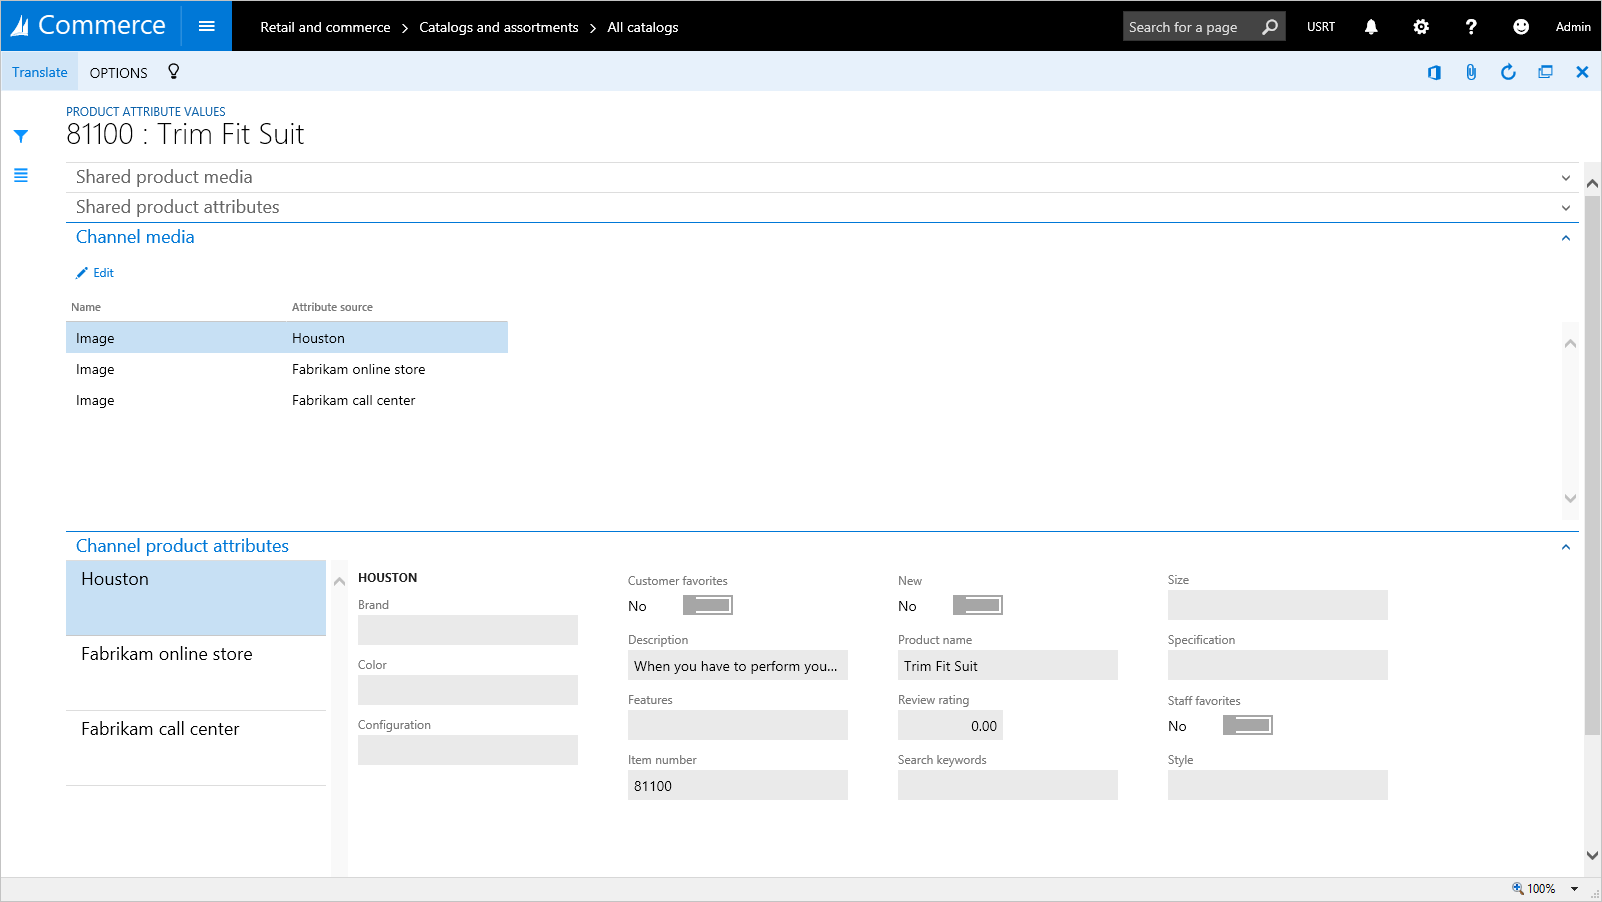 Commerce
Retail and commerce > Catalogs and assortments > All catalogs
Search for a page
USRT
?
Admin
Translate
OPTIONS
PRODUCT ATTRIBUTE VALUES
81100 : Trim Fit Suit
Shared product media
Shared product attributes
Channel media
Edit
Name Attribute source
Image Houston
Image Fabrikam online store
Image Fabrikam call center
Channel product attributes
Houston
Fabrikam online store
Fabrikam call center
HOUSTON
Brand
Color
Configuration
Customer favorites
No
Description
When you have to perform you...
Features
Item number
81100
New
No
Product name
Trim Fit Suit
Review rating
0.00
Search keywords
Size
Specification
Staff favorites
No
Style
100%